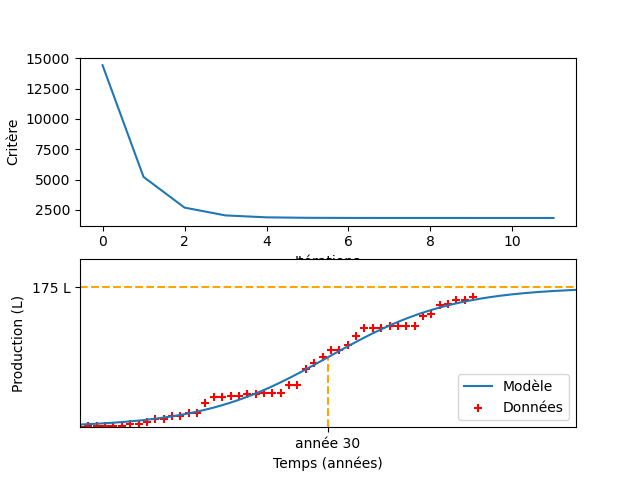 15000
12500
10000
7500
5000
2500
Critère
0 2 4 6 8 10
Itérations
175 L
Production (L)
Modèle
Données
année 30
Temps (années)